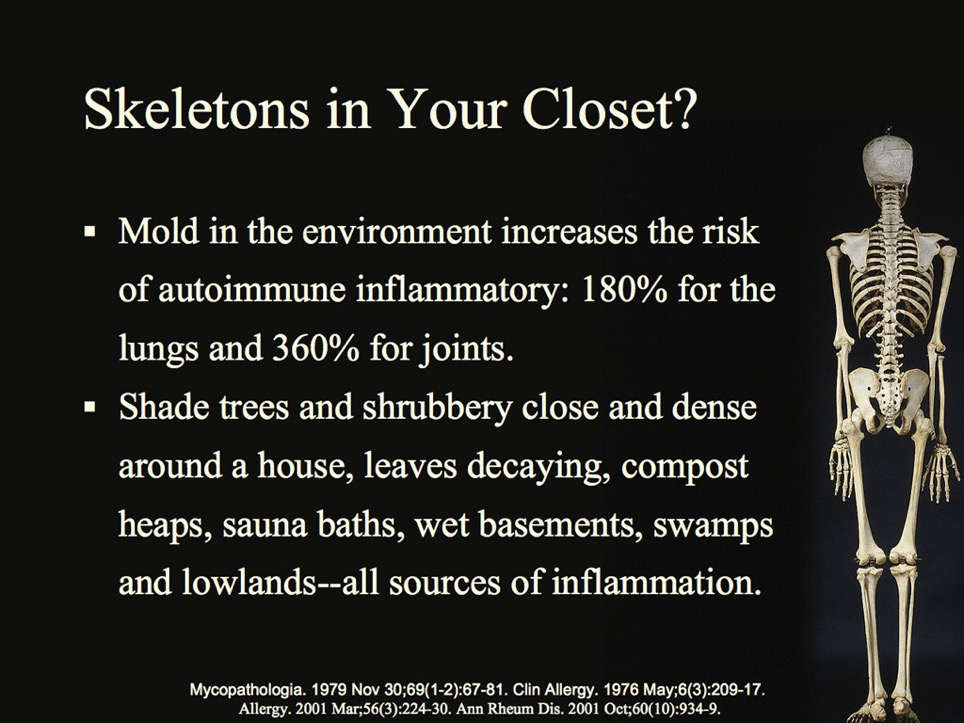 Skeletons in Your Closet?
▪ Mold in the environment increases the risk
of autoimmune inflammatory: 180% for the
lungs and 360% for joints.
▪ Shade trees and shrubbery close and dense
around a house, leaves decaying, compost
heaps, sauna baths, wet basements, swamps
and lowlands--all sources of inflammation.
Mycopathologia. 1979 Nov 30;69(1-2):67-81. Clin Allergy. 1976 May;6(3):209-17.
Allergy. 2001 Mar;56(3):224-30. Ann Rheum Dis. 2001 Oct;60(10):934-9.